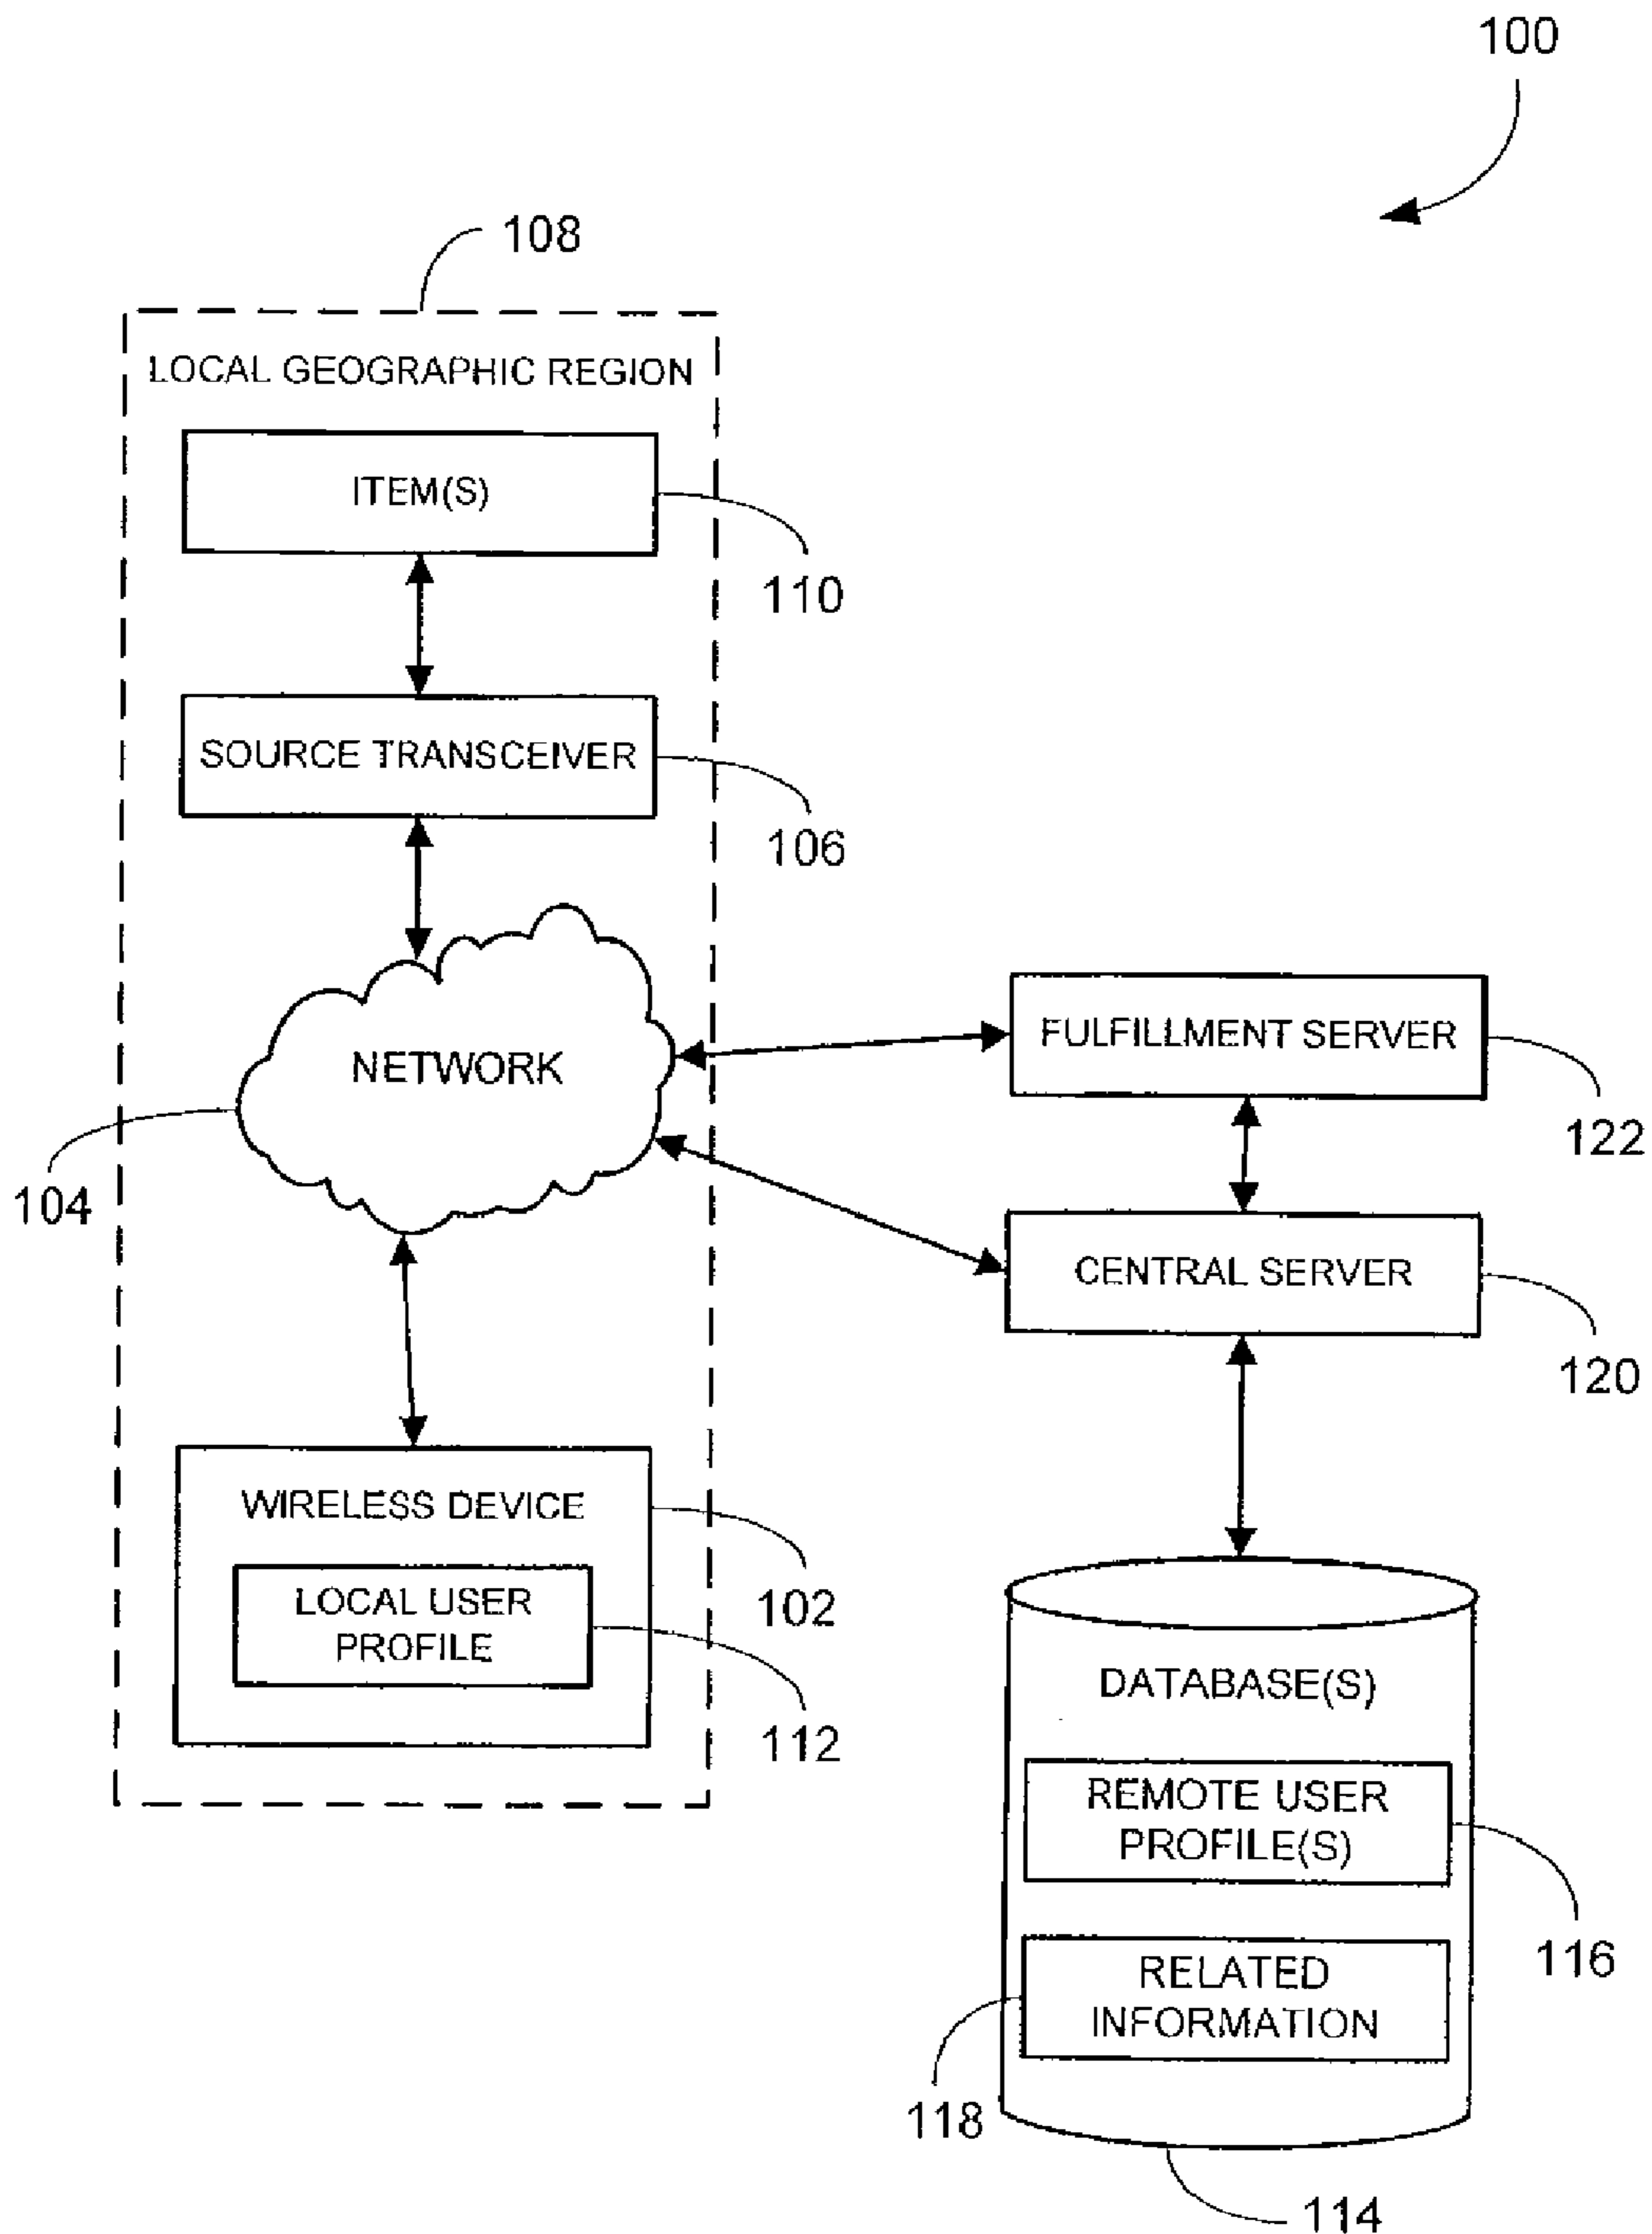 100
108
LOCAL GEOGRAPHIC REGION
ITEM(S)
110
SOURCE TRANSCEIVER
106
NETWORK
104
FULFILLMENT SERVER
122
CENTRAL SERVER
120
WIRELESS DEVICE
102
LOCAL USER
PROFILE
112
DATABASE(S)
REMOTE USER
PROFILE(S)
116
RELATED
INFORMATION
118
114